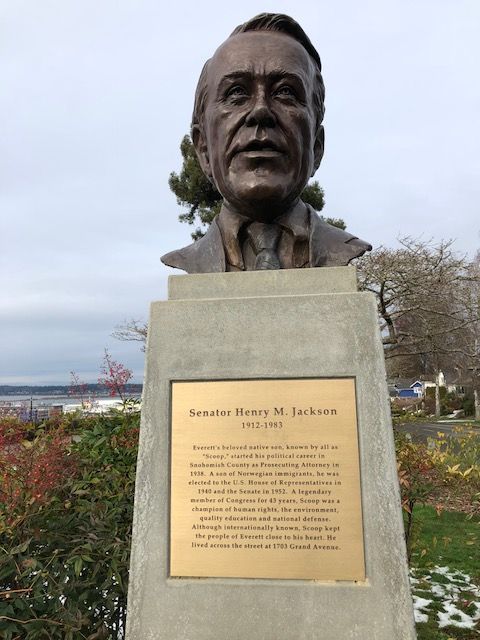 Senator Henry M. Jackson
1912-1983
Everett's beloved native son, known by all as
"Scoop," started his political career in
Snohomish County as Prosecuting Attorney in
1938. A son of Norwegian immigrants, he was
elected to the U.S. House of Representatives in
1940 and the Senate in 1952. A legendary
member of Congress for 43 years, Scoop was a
champion of human rights, the environment,
quality education and national defense.
Although internationally known, Scoop kept
the people of Everett close to his heart. He
lived across the street at 1703 Grand Avenue.